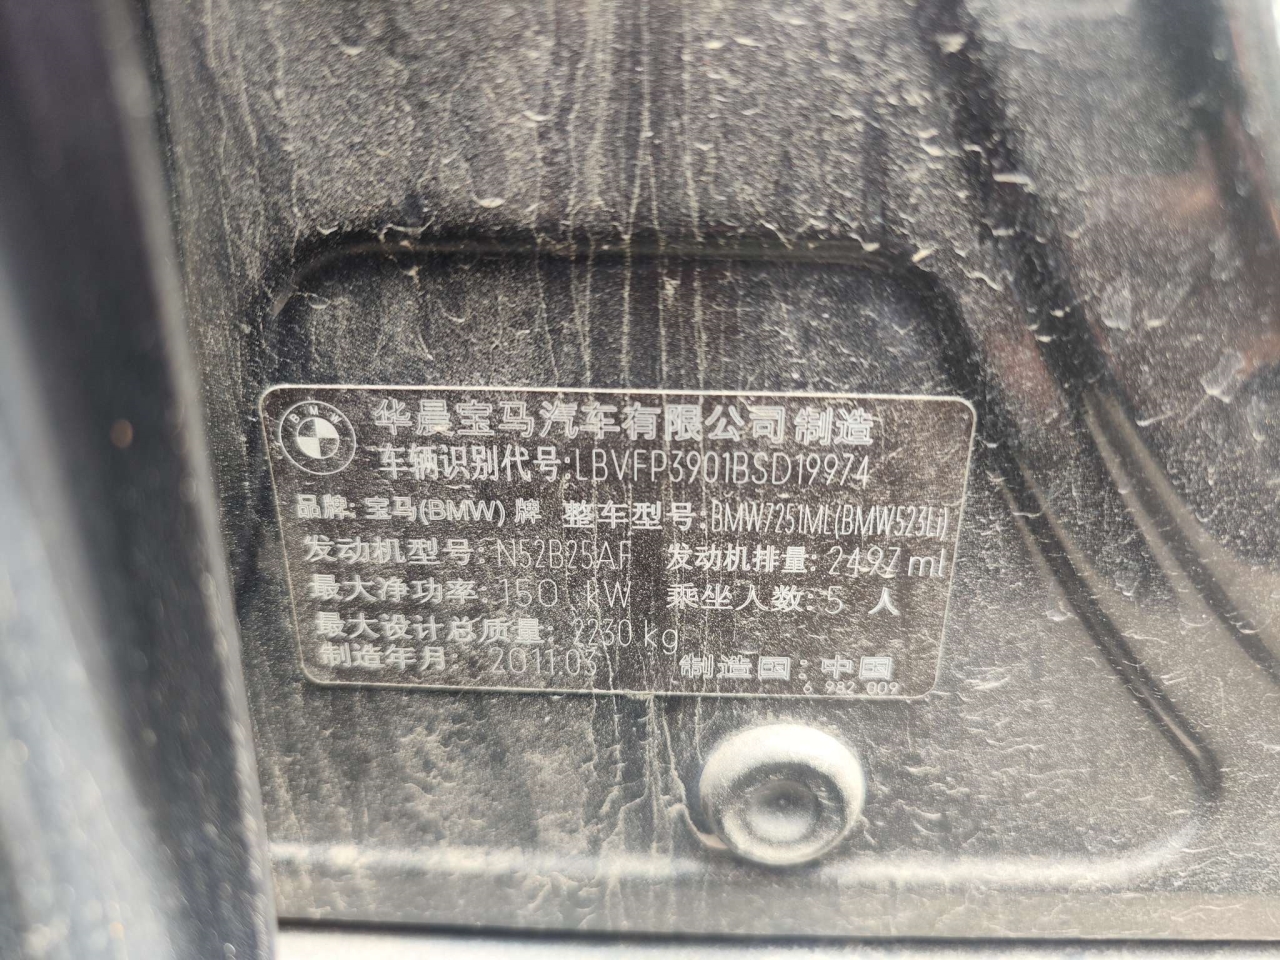 BMW
华晨宝马汽车有限公司制造
车辆识别代号:LBVFP3901BSD19974
品牌: 宝马(BMW) 牌 整车型号:BMW7251ML(BMW523Li)
发动机型号: N52B25AF 发动机排量: 2497 ml
最大净功率: 150 kW 乘坐人数: 5 人
最大设计总质量: 2230 kg
制造年月: 2011.03 制造国: 中国
6 982 009